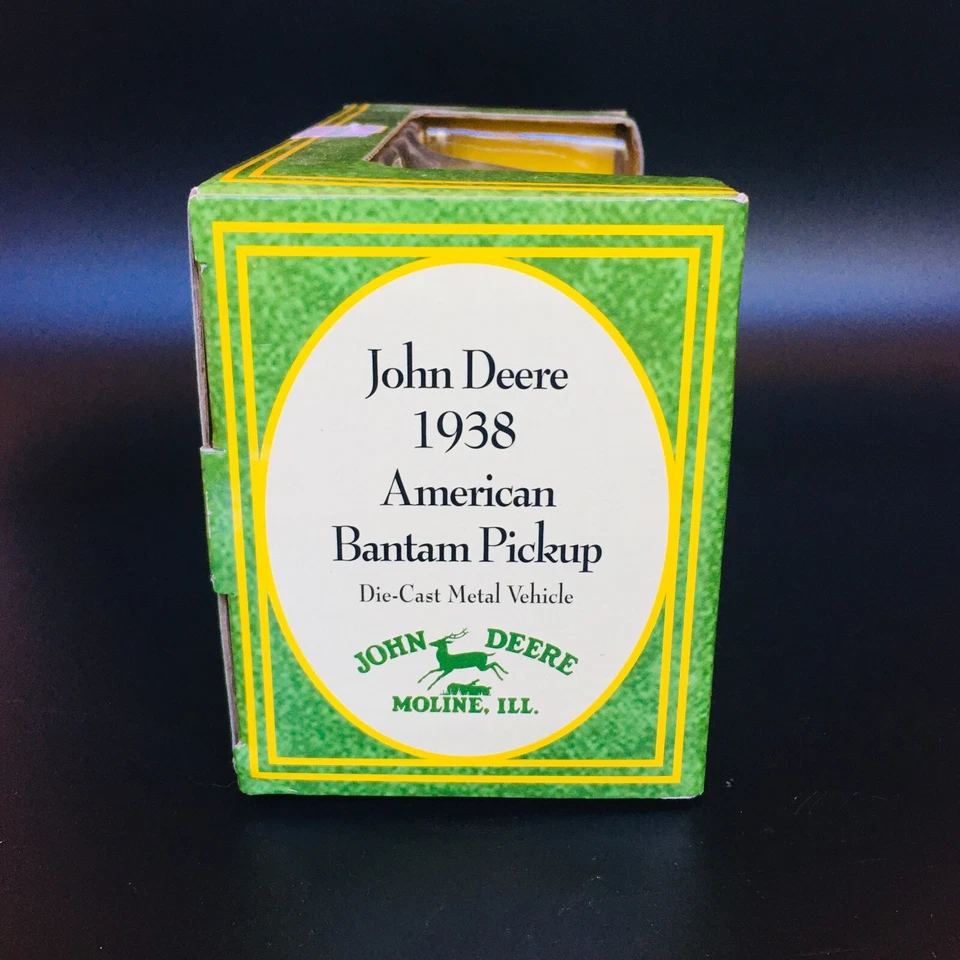 John Deere
1938
American
Bantam Pickup
Die-Cast Metal Vehicle
JOHN DEERE
MOLINE, ILL.